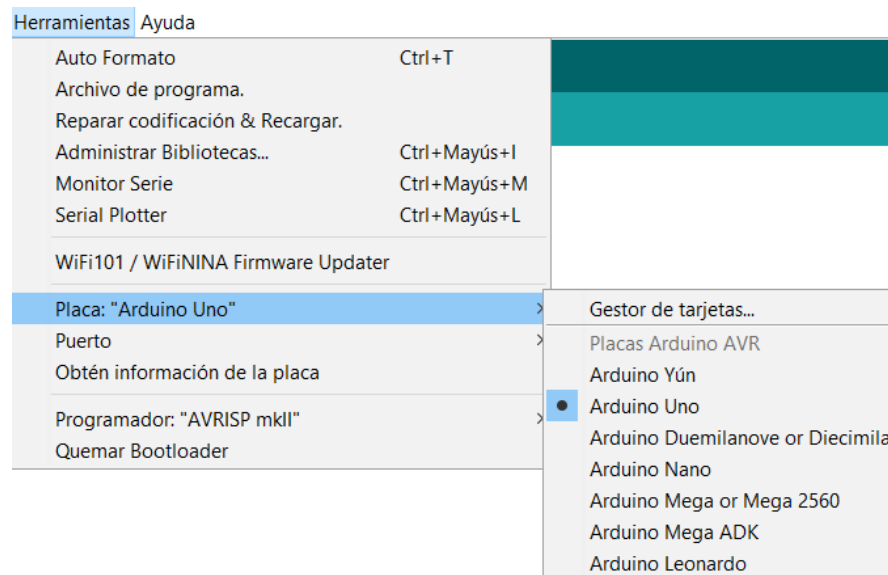 Herramientas Ayuda
Auto Formato Ctrl+T
Archivo de programa.
Reparar codificación & Recargar.
Administrar Bibliotecas... Ctrl+Mayús+I
Monitor Serie Ctrl+Mayús+M
Serial Plotter Ctrl+Mayús+L
WiFi101 / WiFiNINA Firmware Updater
Placa: "Arduino Uno"
Puerto
Obtén información de la placa
Programador: "AVRISP mkII"
Quemar Bootloader
Gestor de tarjetas...
Placas Arduino AVR
Arduino Yún
Arduino Uno
Arduino Duemilanove or Diecimila
Arduino Nano
Arduino Mega or Mega 2560
Arduino Mega ADK
Arduino Leonardo